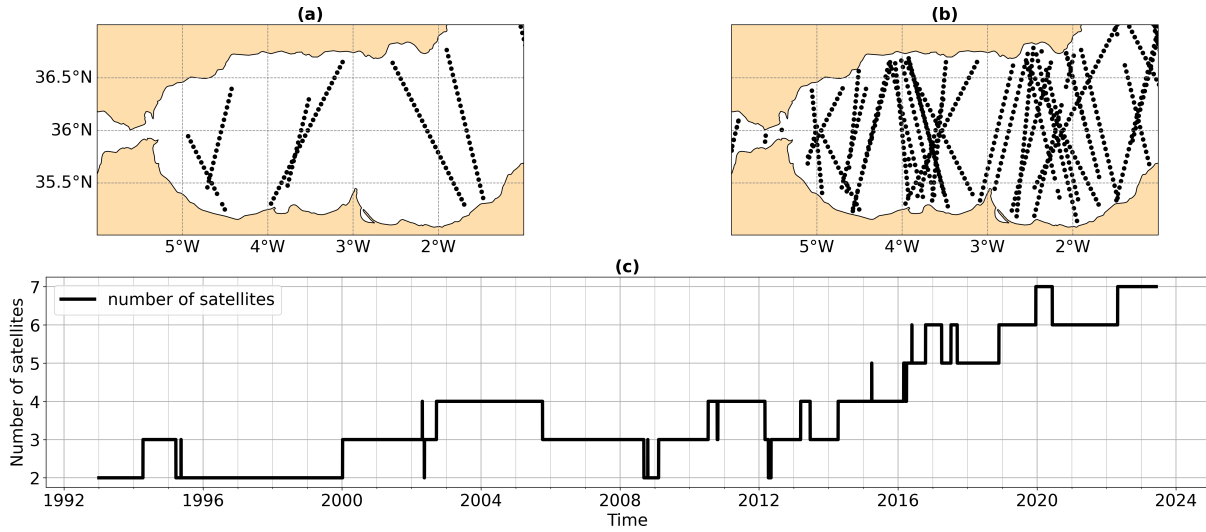 (a)
(b)
36.5°N
36°N
35.5°N
5°W 4°W 3°W 2°W
5°W 4°W 3°W 2°W
(c)
7
6
5
4
3
2
Number of satellites
number of satellites
1992 1996 2000 2004 2008 2012 2016 2020 2024
Time